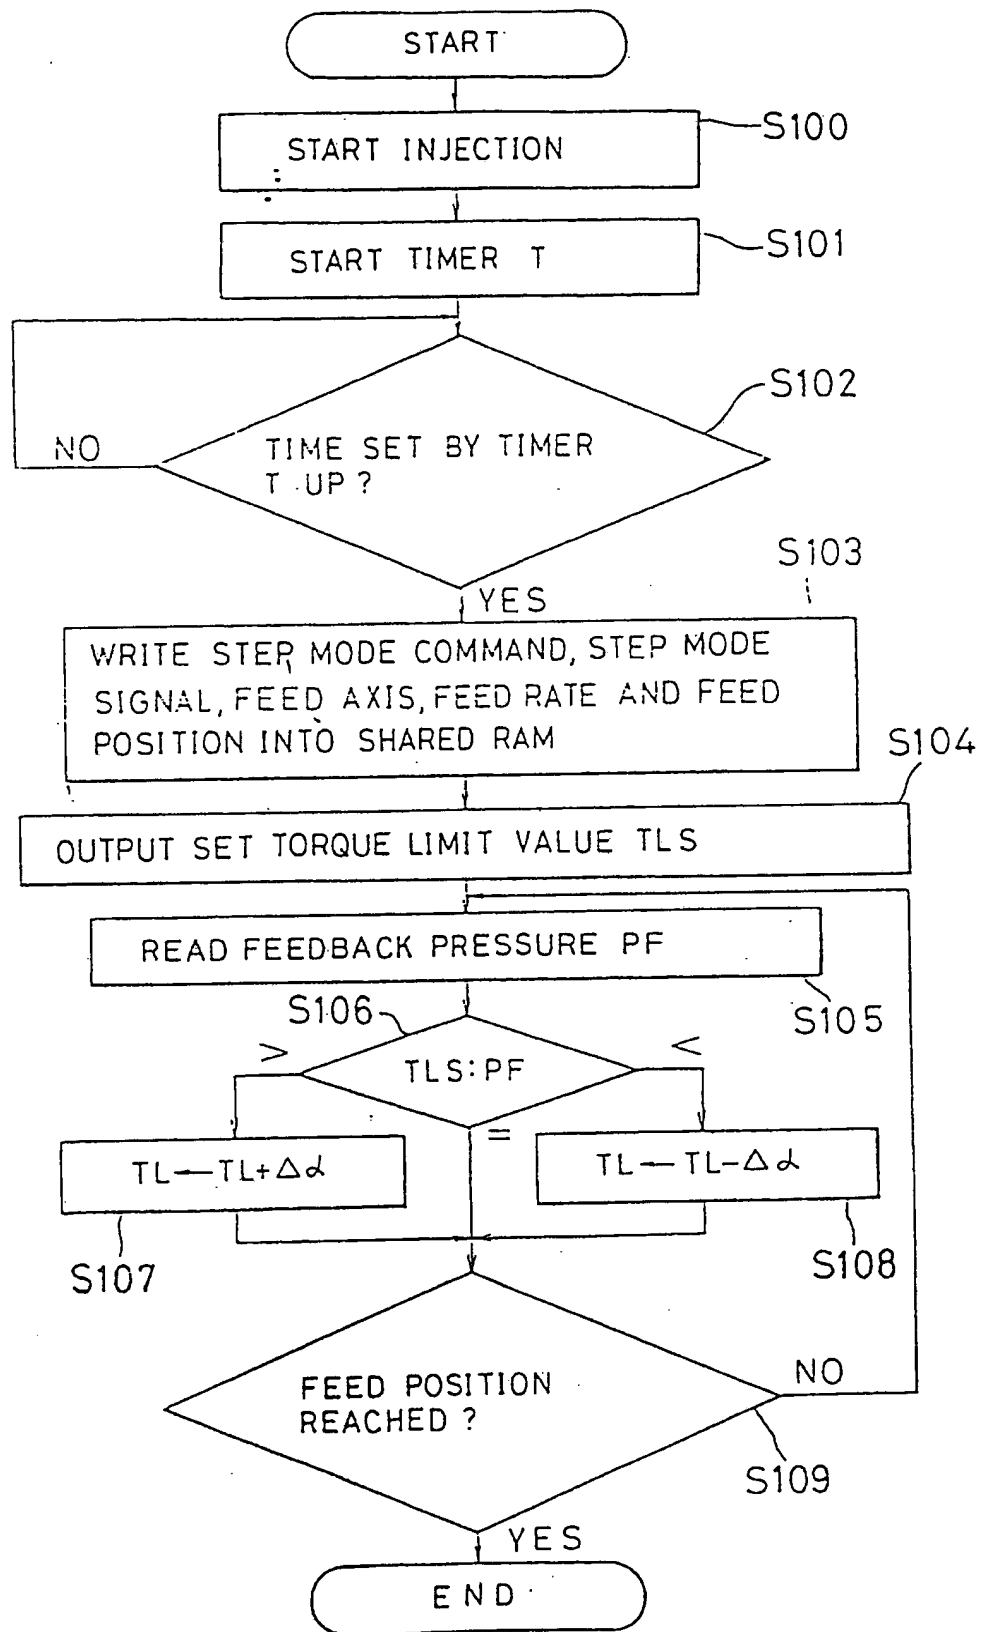 START
START INJECTION
S100
START TIMER T
S101
S102
TIME SET BY TIMER
T UP?
NO
YES
S103
WRITE STEP MODE COMMAND, STEP MODE
SIGNAL, FEED AXIS, FEED RATE AND FEED
POSITION INTO SHARED RAM
S104
OUTPUT SET TORQUE LIMIT VALUE TLS
READ FEEDBACK PRESSURE PF
S105
S106
>
TLS:PF
<
=
TL←TL+Δα
TL←TL−Δα
S107
S108
FEED POSITION
REACHED?
NO
S109
YES
END